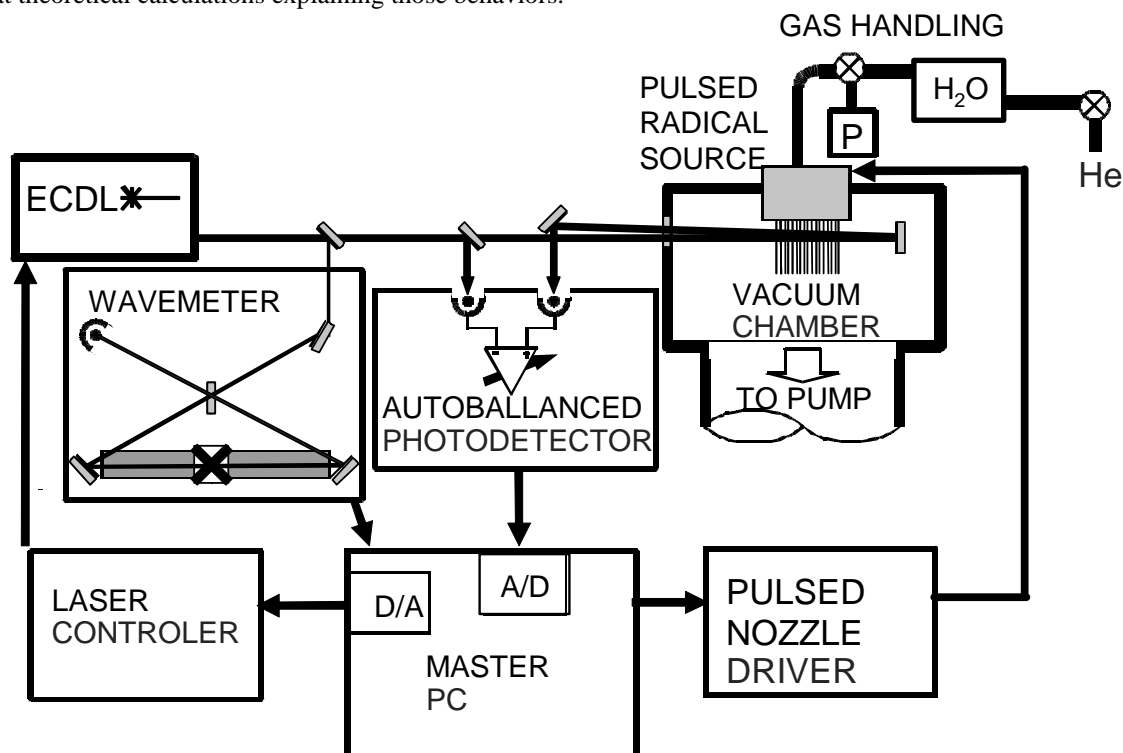 at theoretical calculations explaining those behaviors.
GAS HANDLING
PULSED
RADICAL
SOURCE
H₂O
P
He
ECDL
WAVEMETER
VACUUM
CHAMBER
TO PUMP
AUTOBALLANCED
PHOTODETECTOR
LASER
CONTROLER
D/A
A/D
MASTER
PC
PULSED
NOZZLE
DRIVER